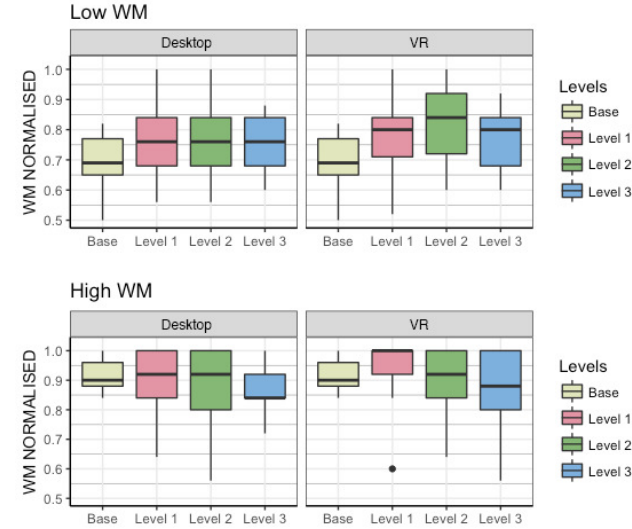 Low WM
Desktop VR
WM NORMALISED
1.0
0.9
0.8
0.7
0.6
0.5
Base Level 1 Level 2 Level 3 Base Level 1 Level 2 Level 3
Levels
Base
Level 1
Level 2
Level 3
High WM
Desktop VR
WM NORMALISED
1.0
0.9
0.8
0.7
0.6
0.5
Base Level 1 Level 2 Level 3 Base Level 1 Level 2 Level 3
Levels
Base
Level 1
Level 2
Level 3